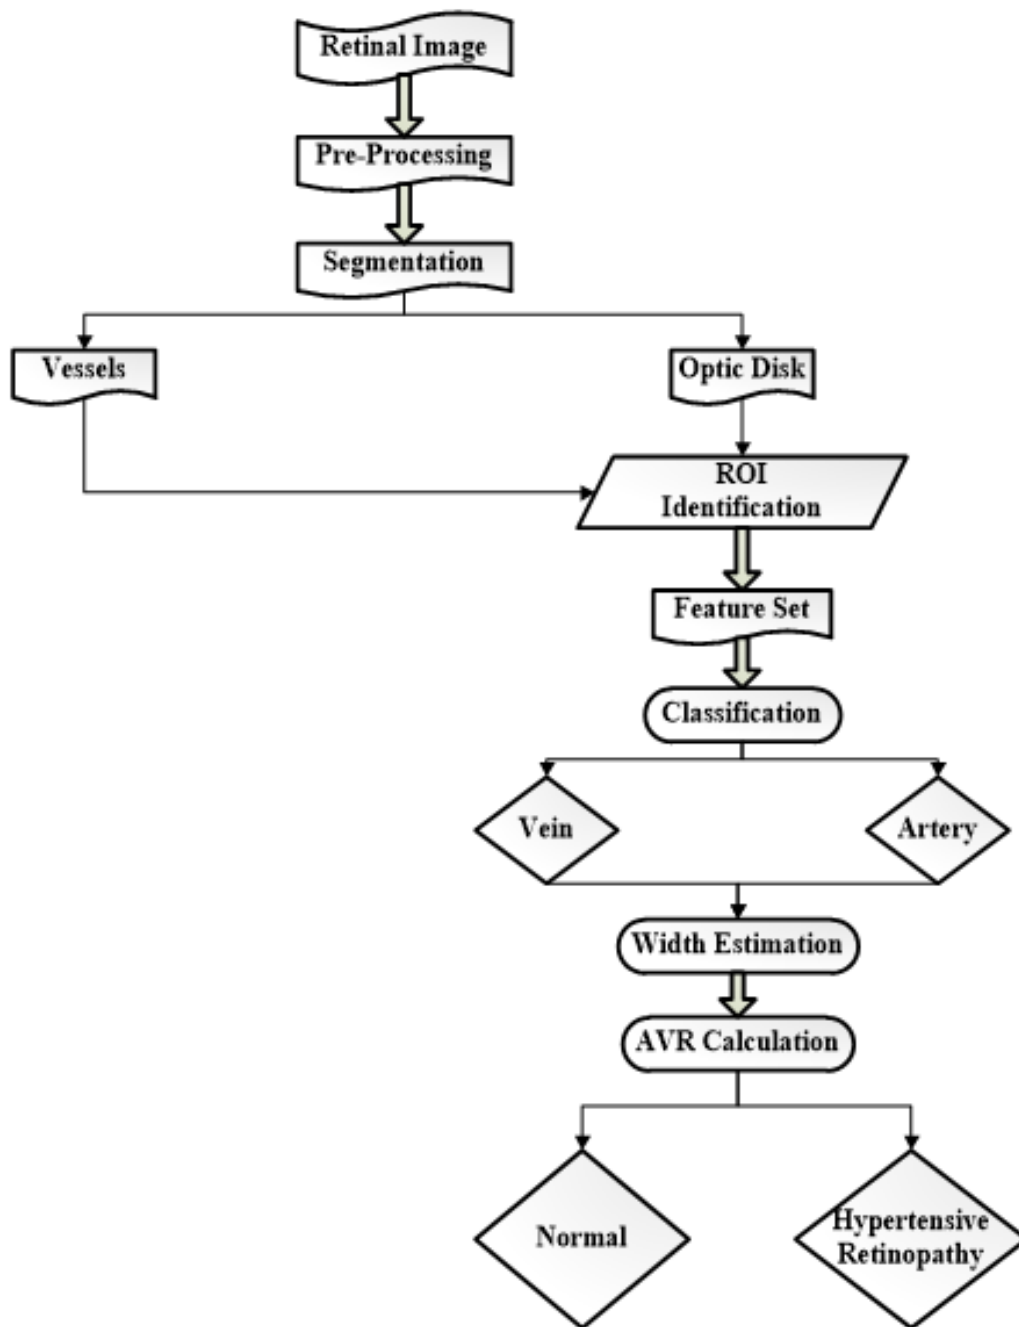 Retinal Image
Pre-Processing
Segmentation
Vessels
Optic Disk
ROI
Identification
Feature Set
Classification
Vein
Artery
Width Estimation
AVR Calculation
Normal
Hypertensive
Retinopathy